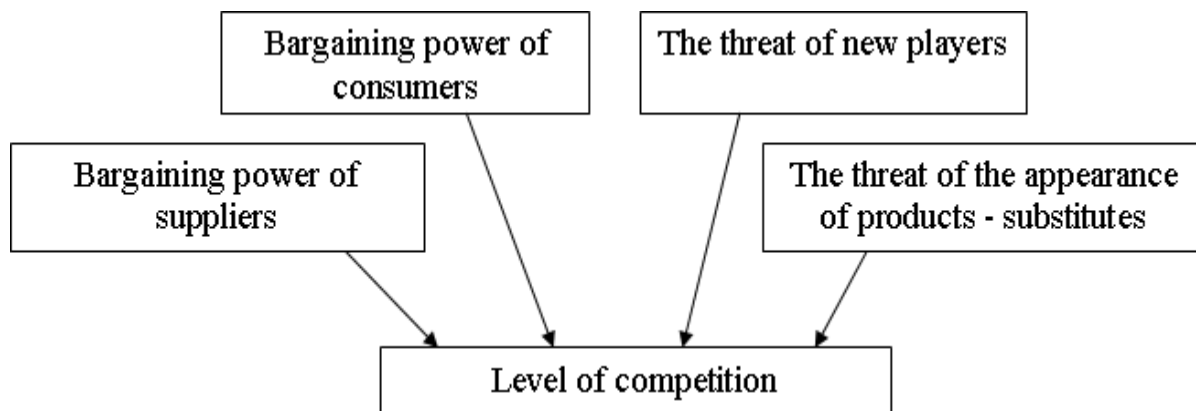 Bargaining power of
consumers
The threat of new players
Bargaining power of
suppliers
The threat of the appearance
of products - substitutes
Level of competition